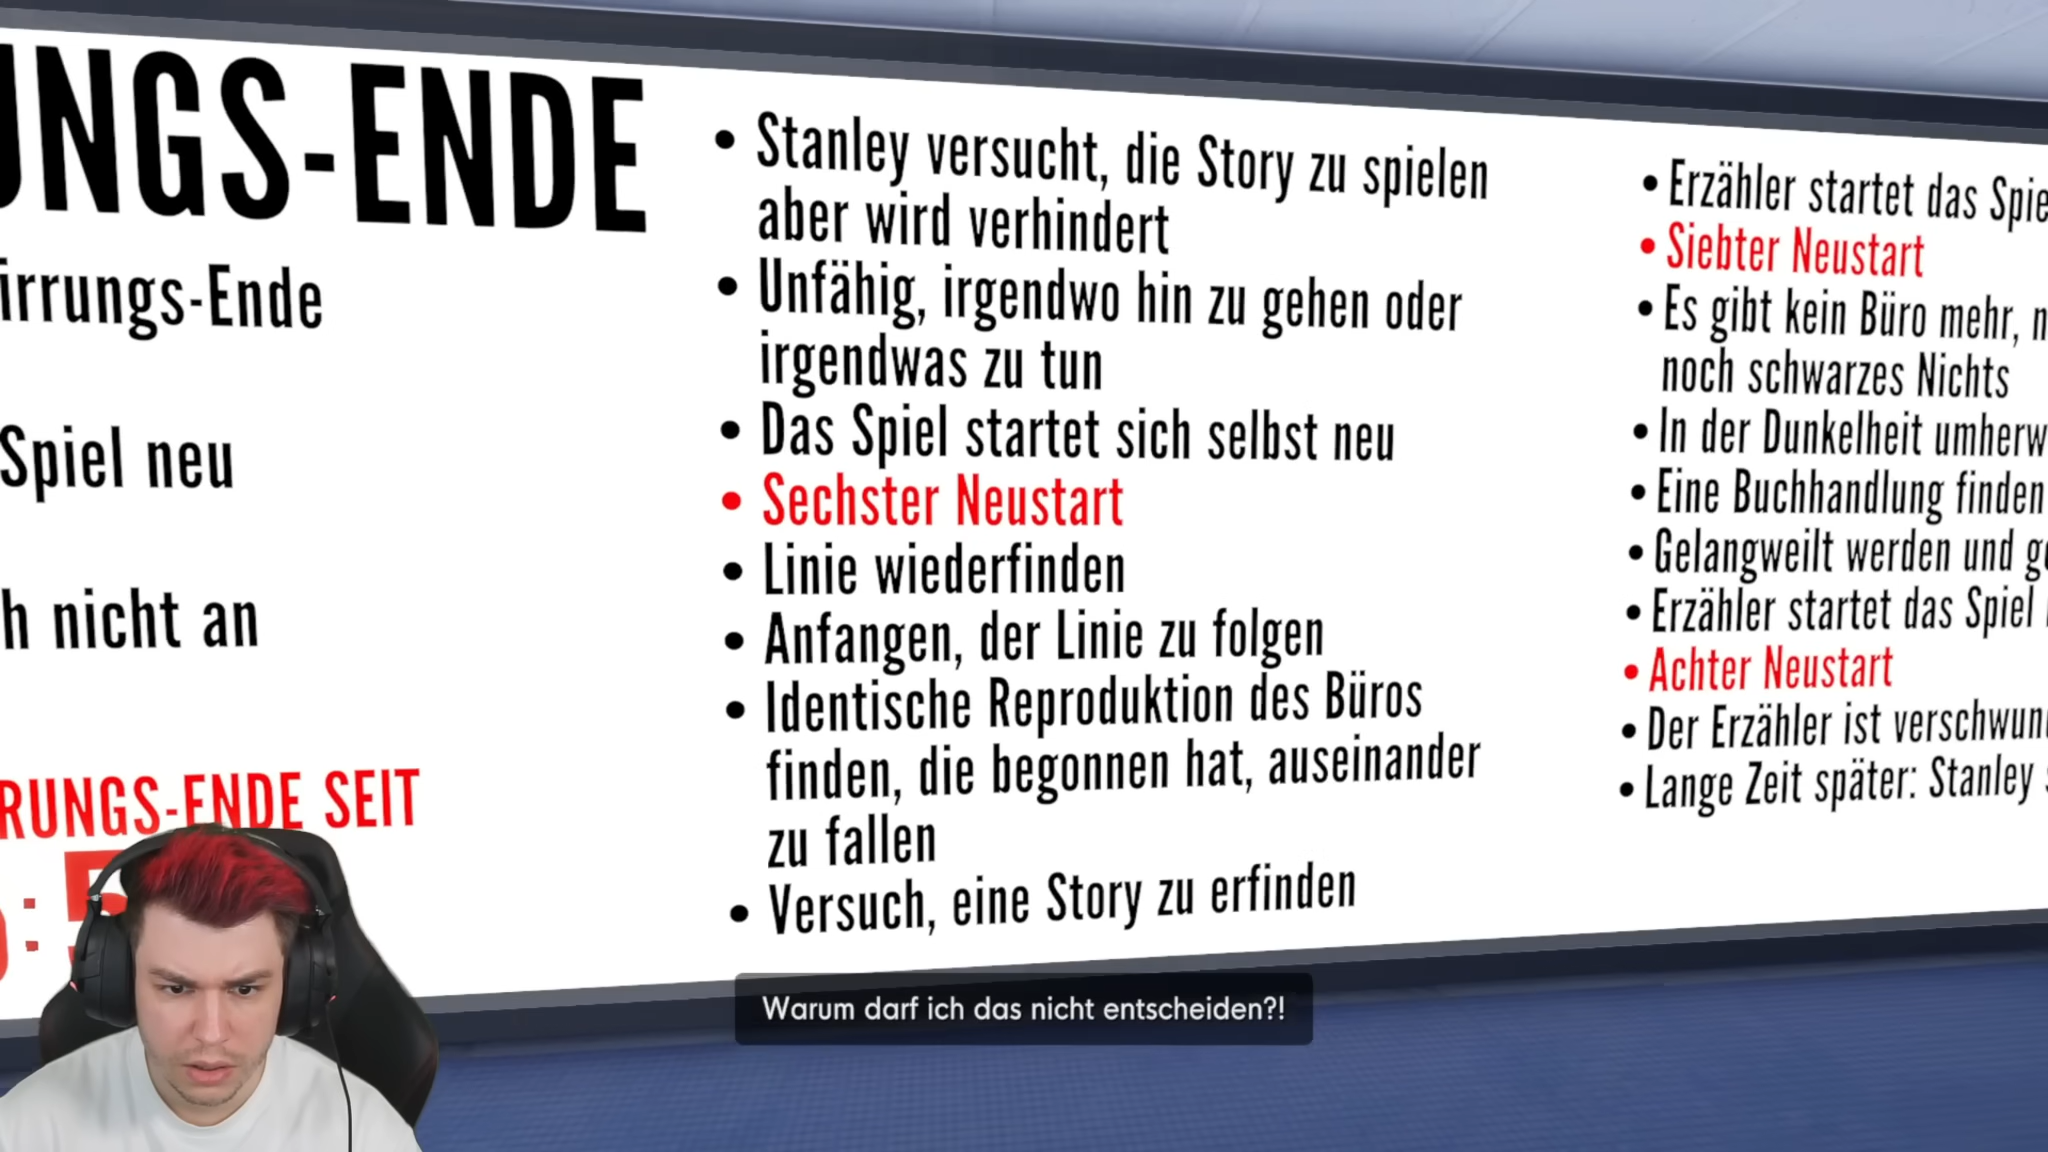 UNGS-ENDE
irrungs-Ende
Spiel neu
h nicht an
RUNGS-ENDE SEIT
: 5
• Stanley versucht, die Story zu spielen
aber wird verhindert
• Unfähig, irgendwo hin zu gehen oder
irgendwas zu tun
• Das Spiel startet sich selbst neu
• Sechster Neustart
• Linie wiederfinden
• Anfangen, der Linie zu folgen
• Identische Reproduktion des Büros
finden, die begonnen hat, auseinander
zu fallen
• Versuch, eine Story zu erfinden
• Erzähler startet das Spie
• Siebter Neustart
• Es gibt kein Büro mehr, n
noch schwarzes Nichts
• In der Dunkelheit umherw
• Eine Buchhandlung finden
• Gelangweilt werden und g
• Erzähler startet das Spiel
• Achter Neustart
• Der Erzähler ist verschwun
• Lange Zeit später: Stanley
Warum darf ich das nicht entscheiden?!